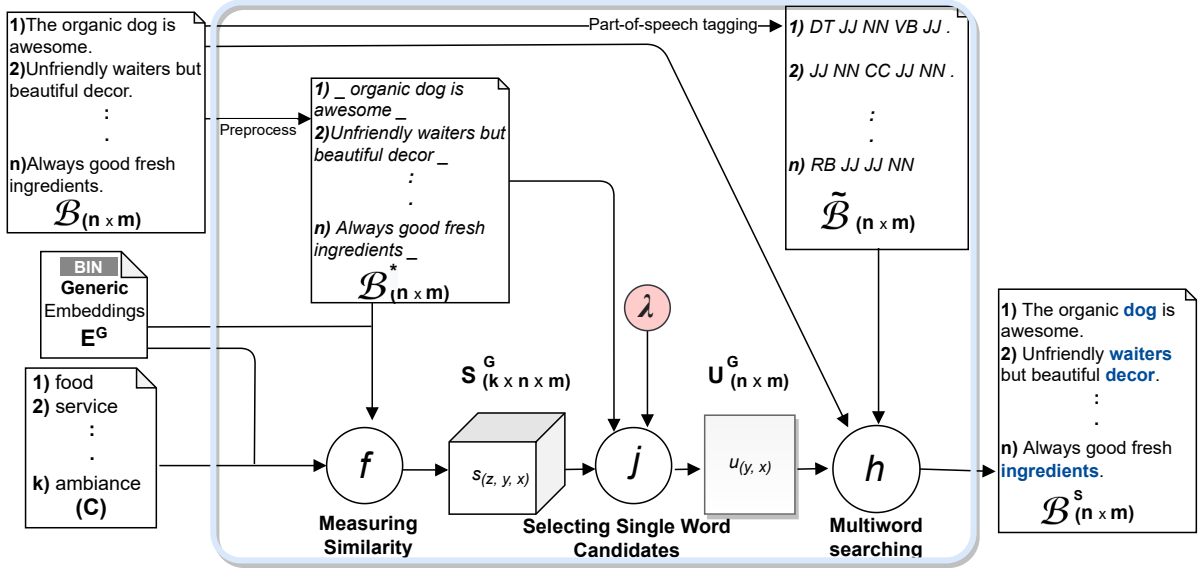 1)The organic dog is
awesome.
2)Unfriendly waiters but
beautiful decor.
:
.
n)Always good fresh
ingredients.
ℬ(n x m)
Part-of-speech tagging
1) DT JJ NN VB JJ .
2) JJ NN CC JJ NN .
:
.
n) RB JJ JJ NN
ℬ̃ (n x m)
Preprocess
1) _ organic dog is
awesome _
2)Unfriendly waiters but
beautiful decor _
:
.
n) Always good fresh
ingredients _
ℬ*(n x m)
BIN
Generic
Embeddings
E^G
1) food
2) service
:
.
k) ambiance
(C)
λ
S^G(k x n x m)
U^G(n x m)
f
s(z, y, x)
j
u(y, x)
h
Measuring
Similarity
Selecting Single Word
Candidates
Multiword
searching
1) The organic dog is
awesome.
2) Unfriendly waiters
but beautiful decor.
:
.
n) Always good fresh
ingredients.
ℬ^S(n x m)